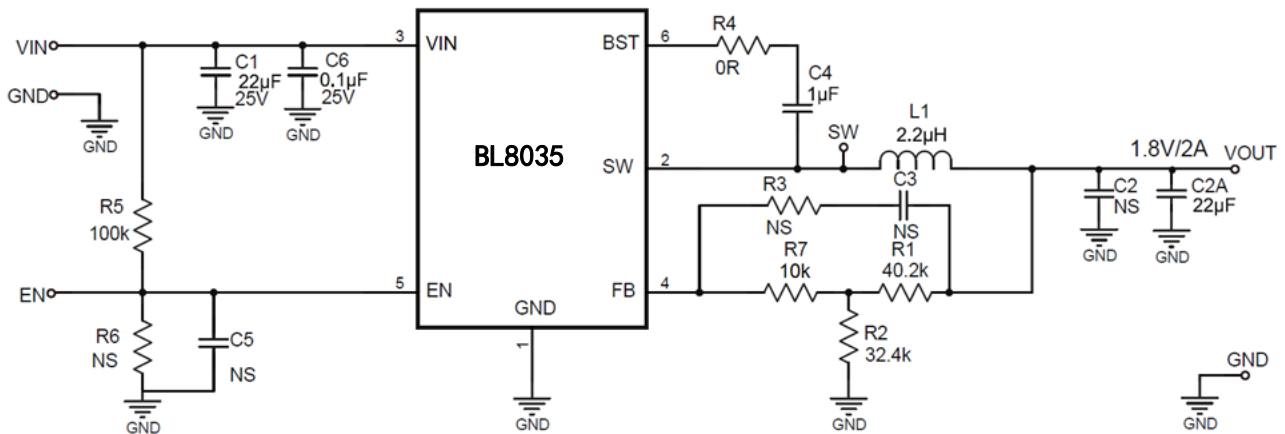 VIN
GND
GND
C1
22µF
25V
GND
C6
0.1µF
25V
GND
3
VIN
BL8035
BST
6
R4
0R
C4
1µF
SW
2
SW
L1
2.2µH
1.8V/2A
VOUT
C2
NS
GND
C2A
22µF
GND
R3
NS
C3
NS
R7
10k
R1
40.2k
R2
32.4k
GND
R5
100k
EN
5
EN
FB
4
GND
1
GND
R6
NS
C5
NS
GND
GND
GND